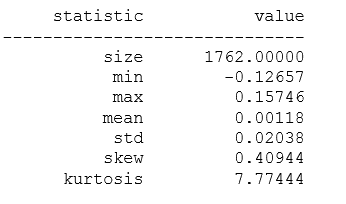 statistic value
------------------------------
size 1762.00000
min -0.12657
max 0.15746
mean 0.00118
std 0.02038
skew 0.40944
kurtosis 7.77444